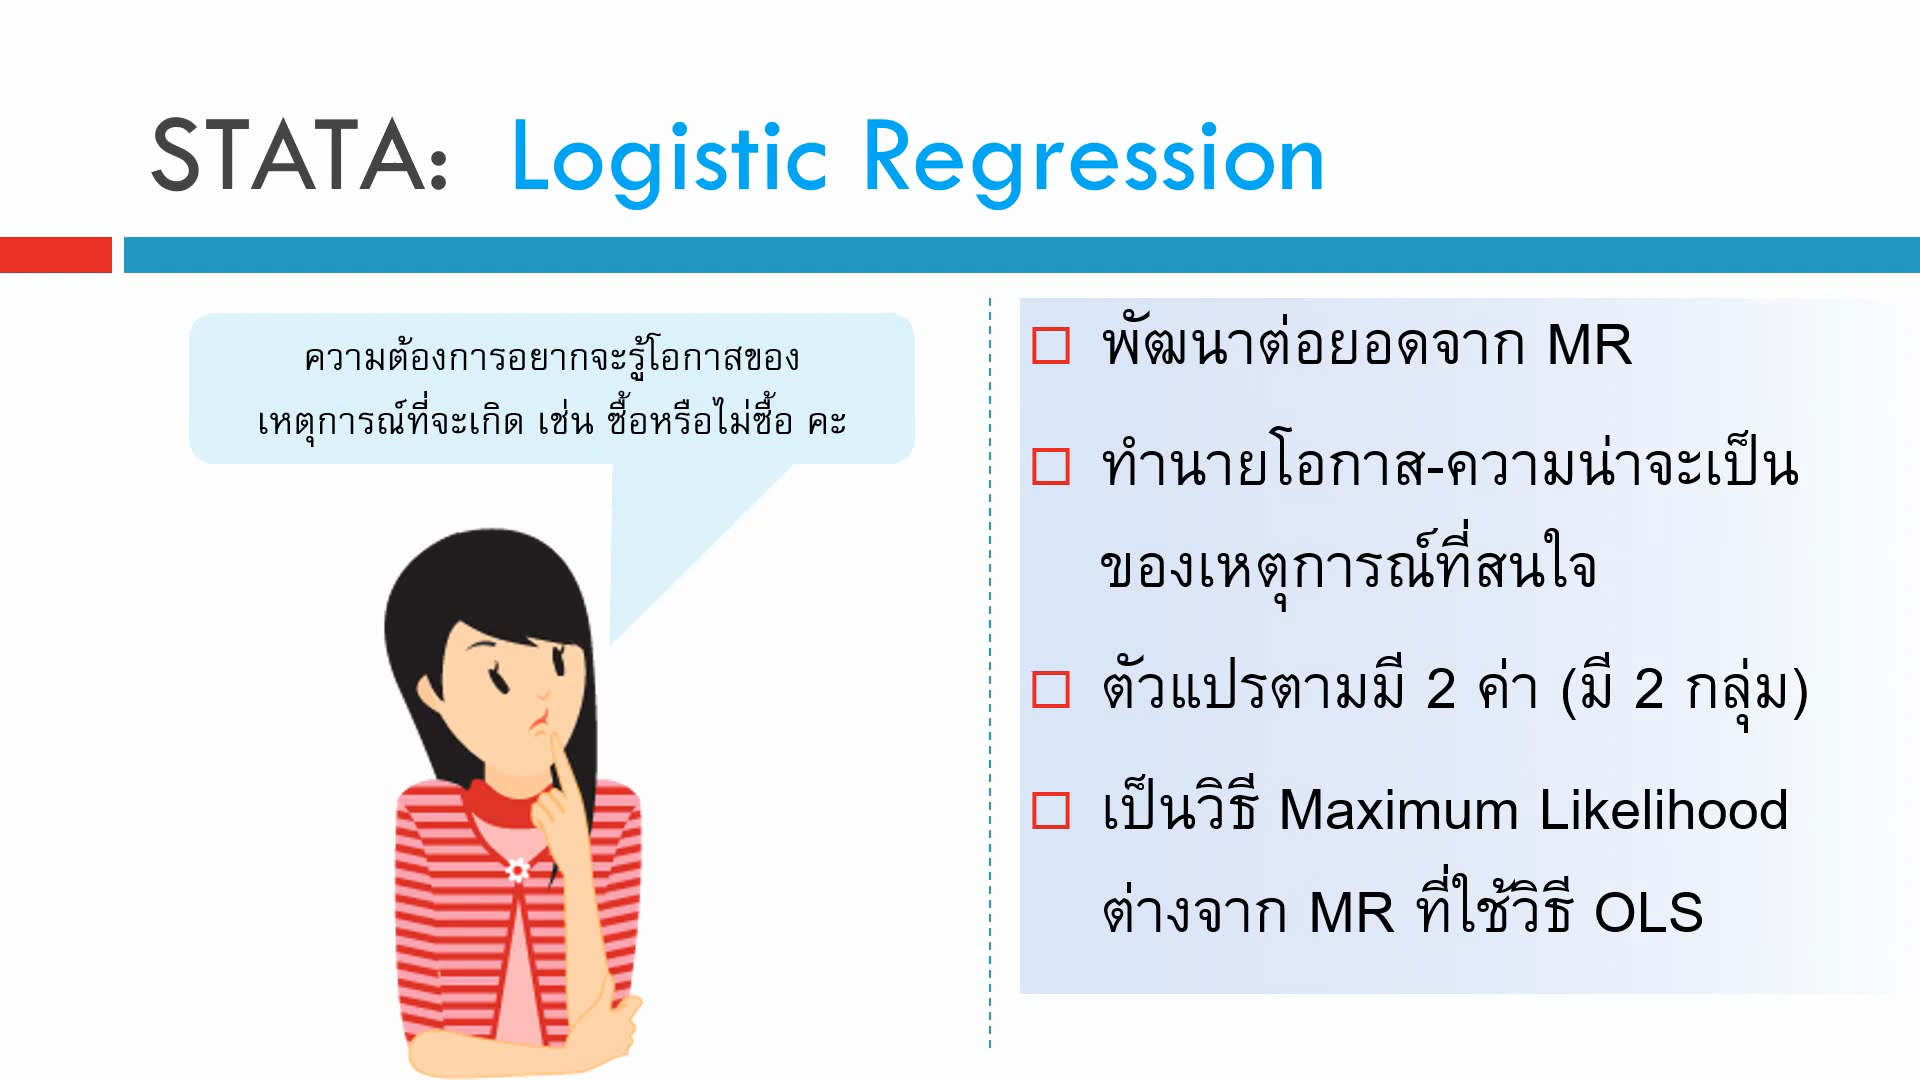 STATA: Logistic Regression
ความต้องการอยากจะรู้โอกาสของ
เหตุการณ์ที่จะเกิด เช่น ซื้อหรือไม่ซื้อ คะ
พัฒนาต่อยอดจาก MR
ทำนายโอกาส-ความน่าจะเป็น
ของเหตุการณ์ที่สนใจ
ตัวแปรตามมี 2 ค่า (มี 2 กลุ่ม)
เป็นวิธี Maximum Likelihood
ต่างจาก MR ที่ใช้วิธี OLS